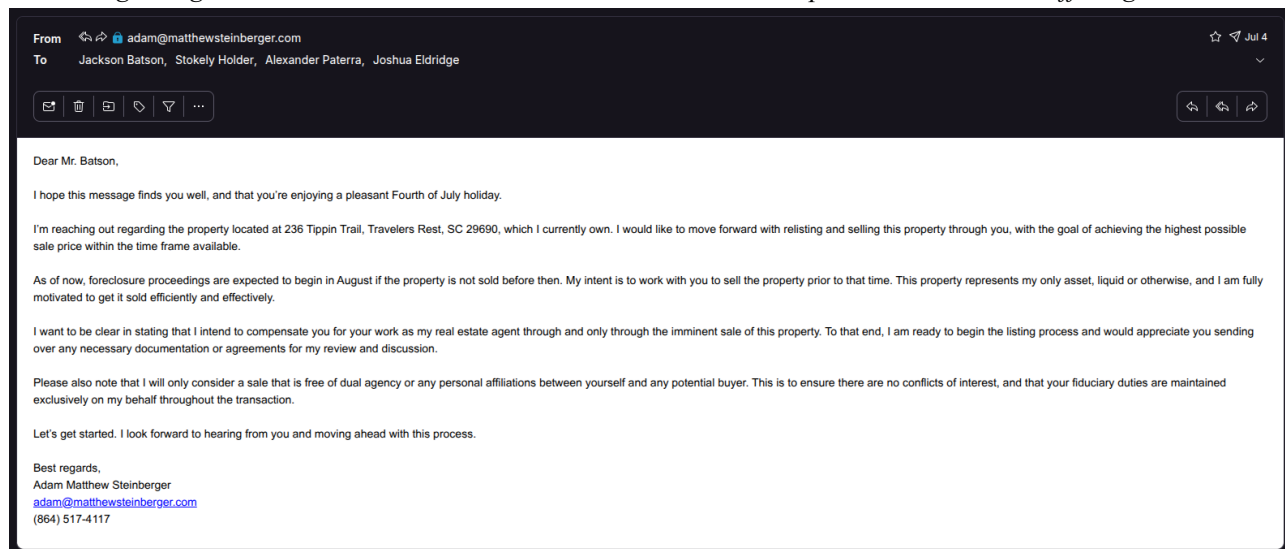 From adam@matthewsteinberger.com Jul 4
To Jackson Batson, Stokely Holder, Alexander Paterra, Joshua Eldridge
Dear Mr. Batson,
I hope this message finds you well, and that you're enjoying a pleasant Fourth of July holiday.
I'm reaching out regarding the property located at 236 Tippin Trail, Travelers Rest, SC 29690, which I currently own. I would like to move forward with relisting and selling this property through you, with the goal of achieving the highest possible
sale price within the time frame available.
As of now, foreclosure proceedings are expected to begin in August if the property is not sold before then. My intent is to work with you to sell the property prior to that time. This property represents my only asset, liquid or otherwise, and I am fully
motivated to get it sold efficiently and effectively.
I want to be clear in stating that I intend to compensate you for your work as my real estate agent through and only through the imminent sale of this property. To that end, I am ready to begin the listing process and would appreciate you sending
over any necessary documentation or agreements for my review and discussion.
Please also note that I will only consider a sale that is free of dual agency or any personal affiliations between yourself and any potential buyer. This is to ensure there are no conflicts of interest, and that your fiduciary duties are maintained
exclusively on my behalf throughout the transaction.
Let's get started. I look forward to hearing from you and moving ahead with this process.
Best regards,
Adam Matthew Steinberger
adam@matthewsteinberger.com
(864) 517-4117